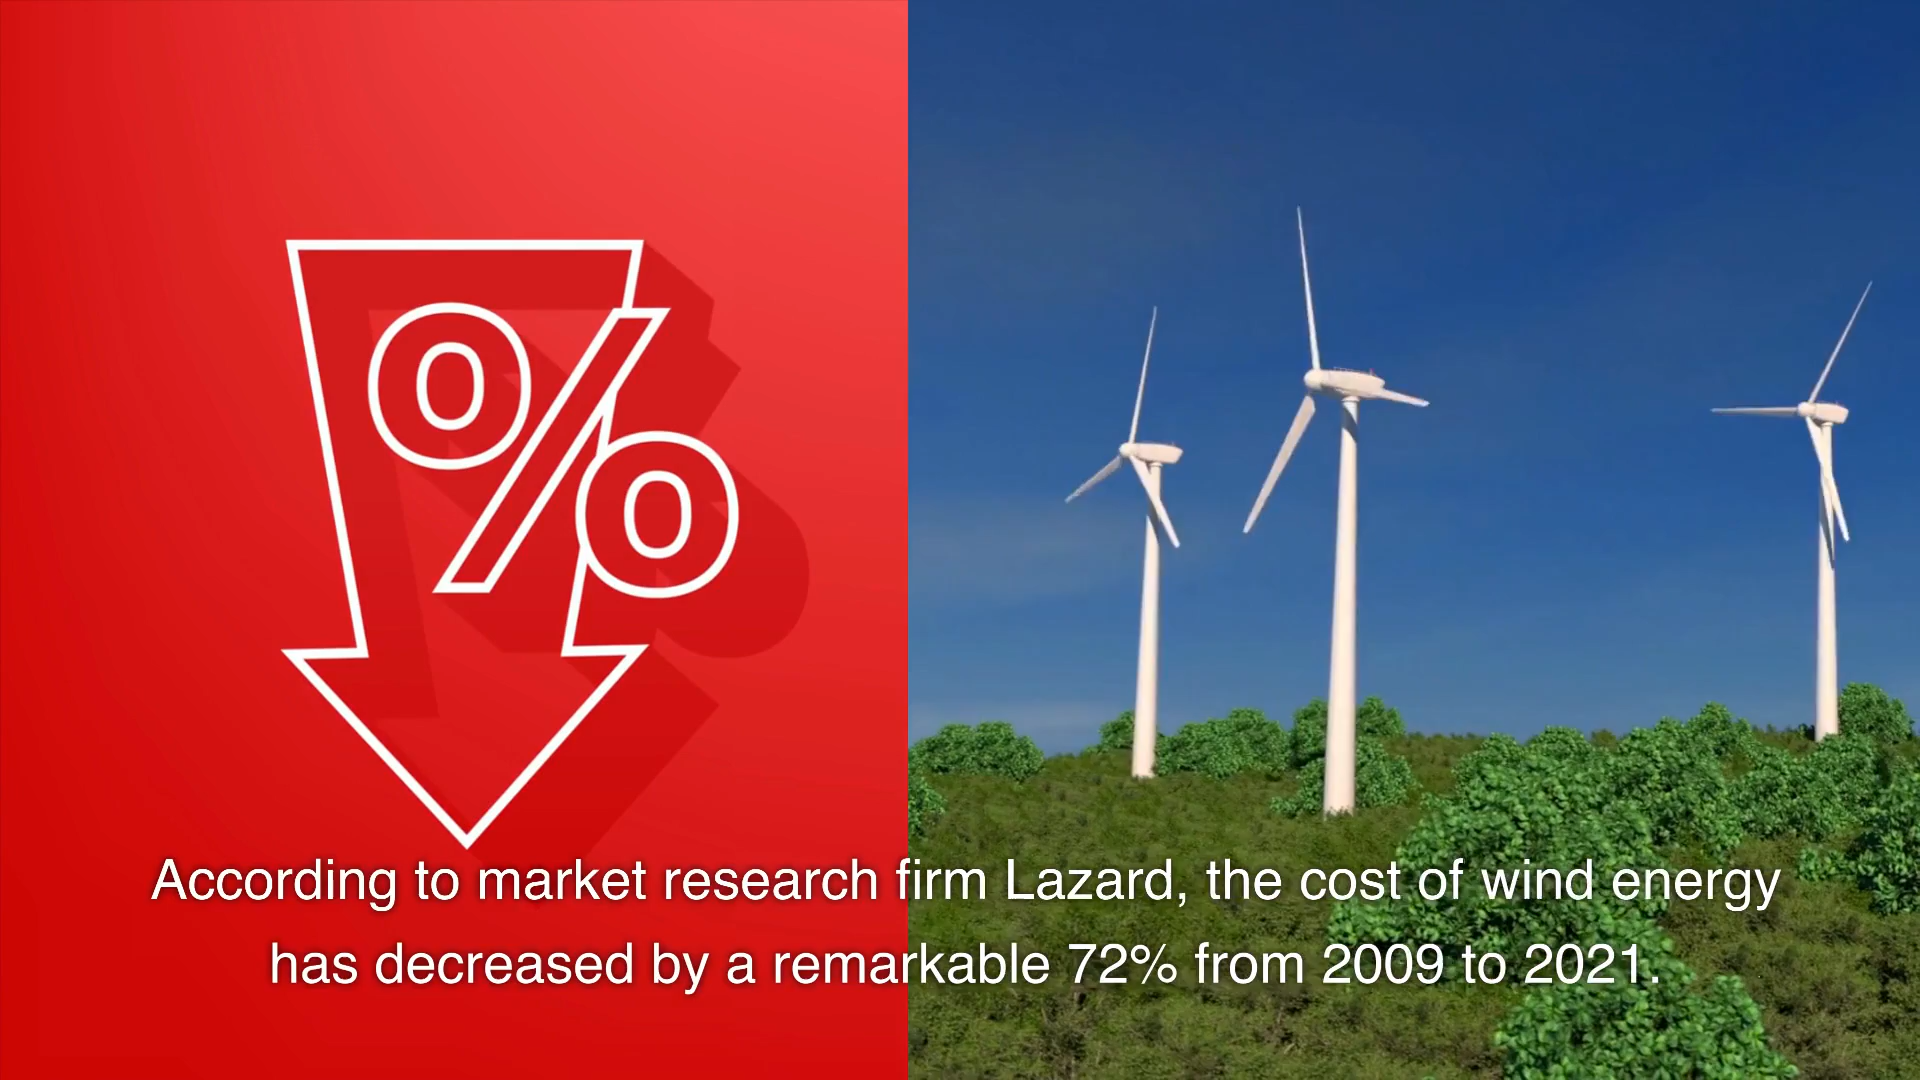 %
According to market research firm Lazard, the cost of wind energy
has decreased by a remarkable 72% from 2009 to 2021.